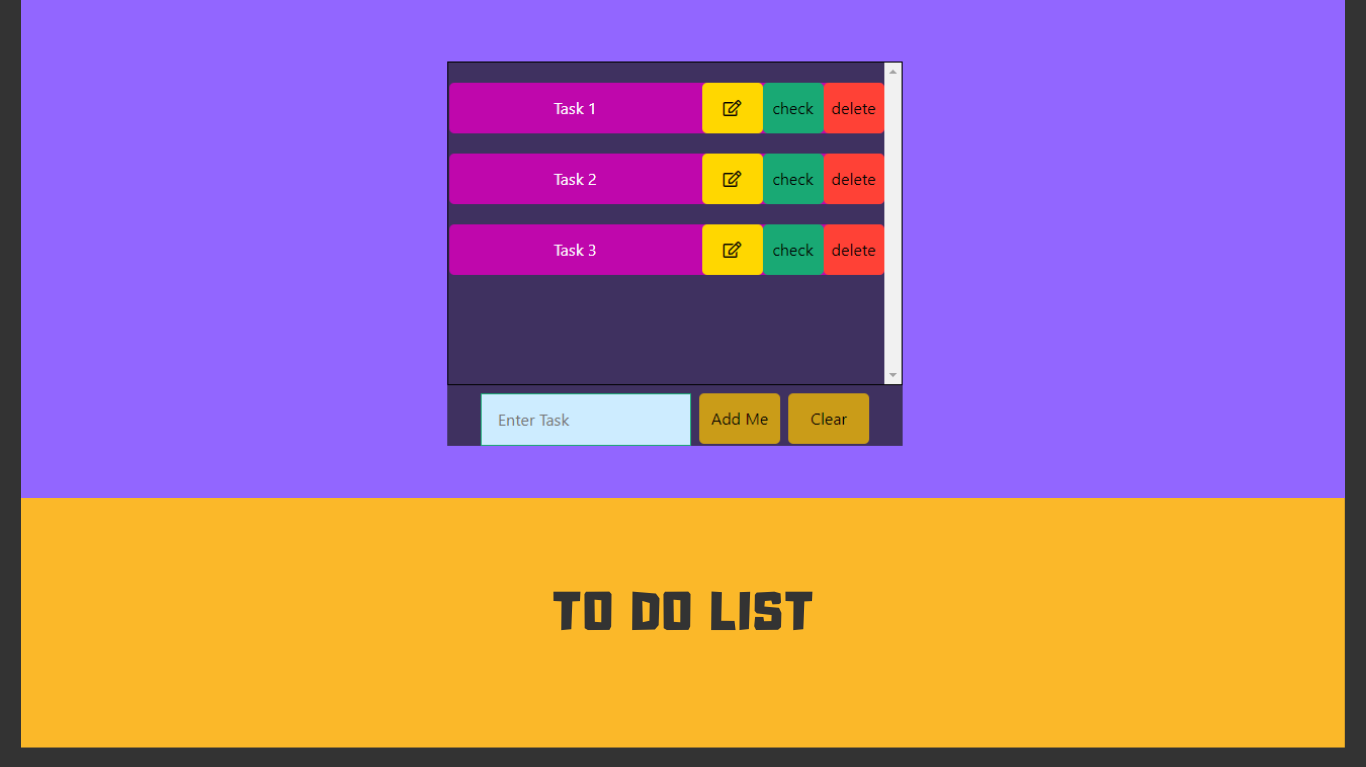 Task 1 check delete
Task 2 check delete
Task 3 check delete
Enter Task Add Me Clear
TO DO LIST